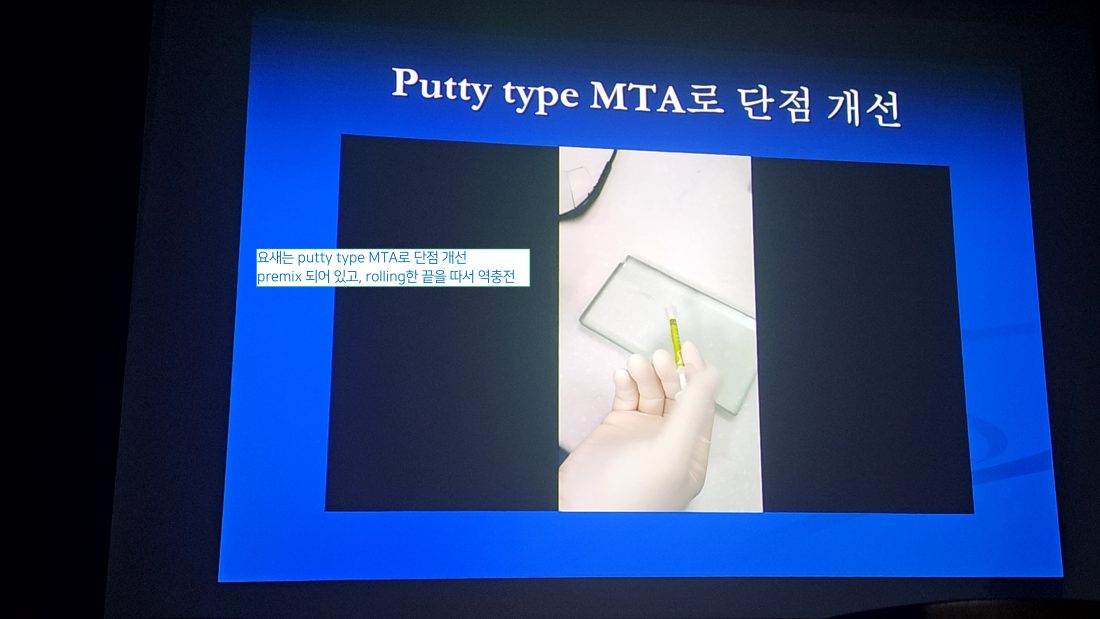 Putty type MTA로 단점 개선
요새는 putty type MTA로 단점 개선
premix 되어 있고, rolling한 끝을 따서 역충전